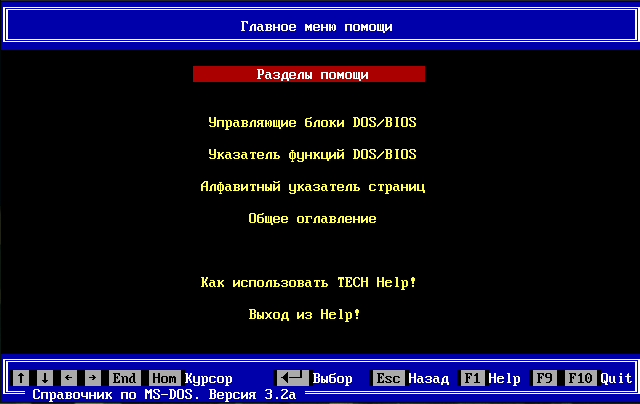 Главное меню помощи
Разделы помощи
Управляющие блоки DOS/BIOS
Указатель функций DOS/BIOS
Алфавитный указатель страниц
Общее оглавление
Как использовать TECH Help!
Выход из Help!
↑ ↓ ← → End Hom Курсор ←┘ Выбор Esc Назад F1 Help F9 F10 Quit
Справочник по MS-DOS. Версия 3.2a